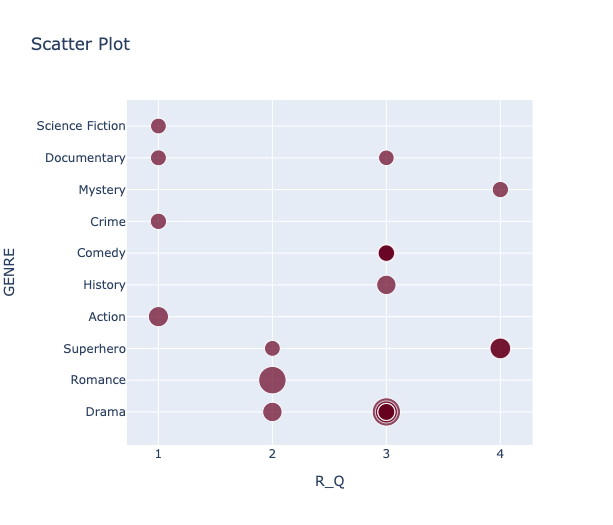 Scatter Plot
Science Fiction
Documentary
Mystery
Crime
Comedy
History
Action
Superhero
Romance
Drama
GENRE
1 2 3 4
R_Q